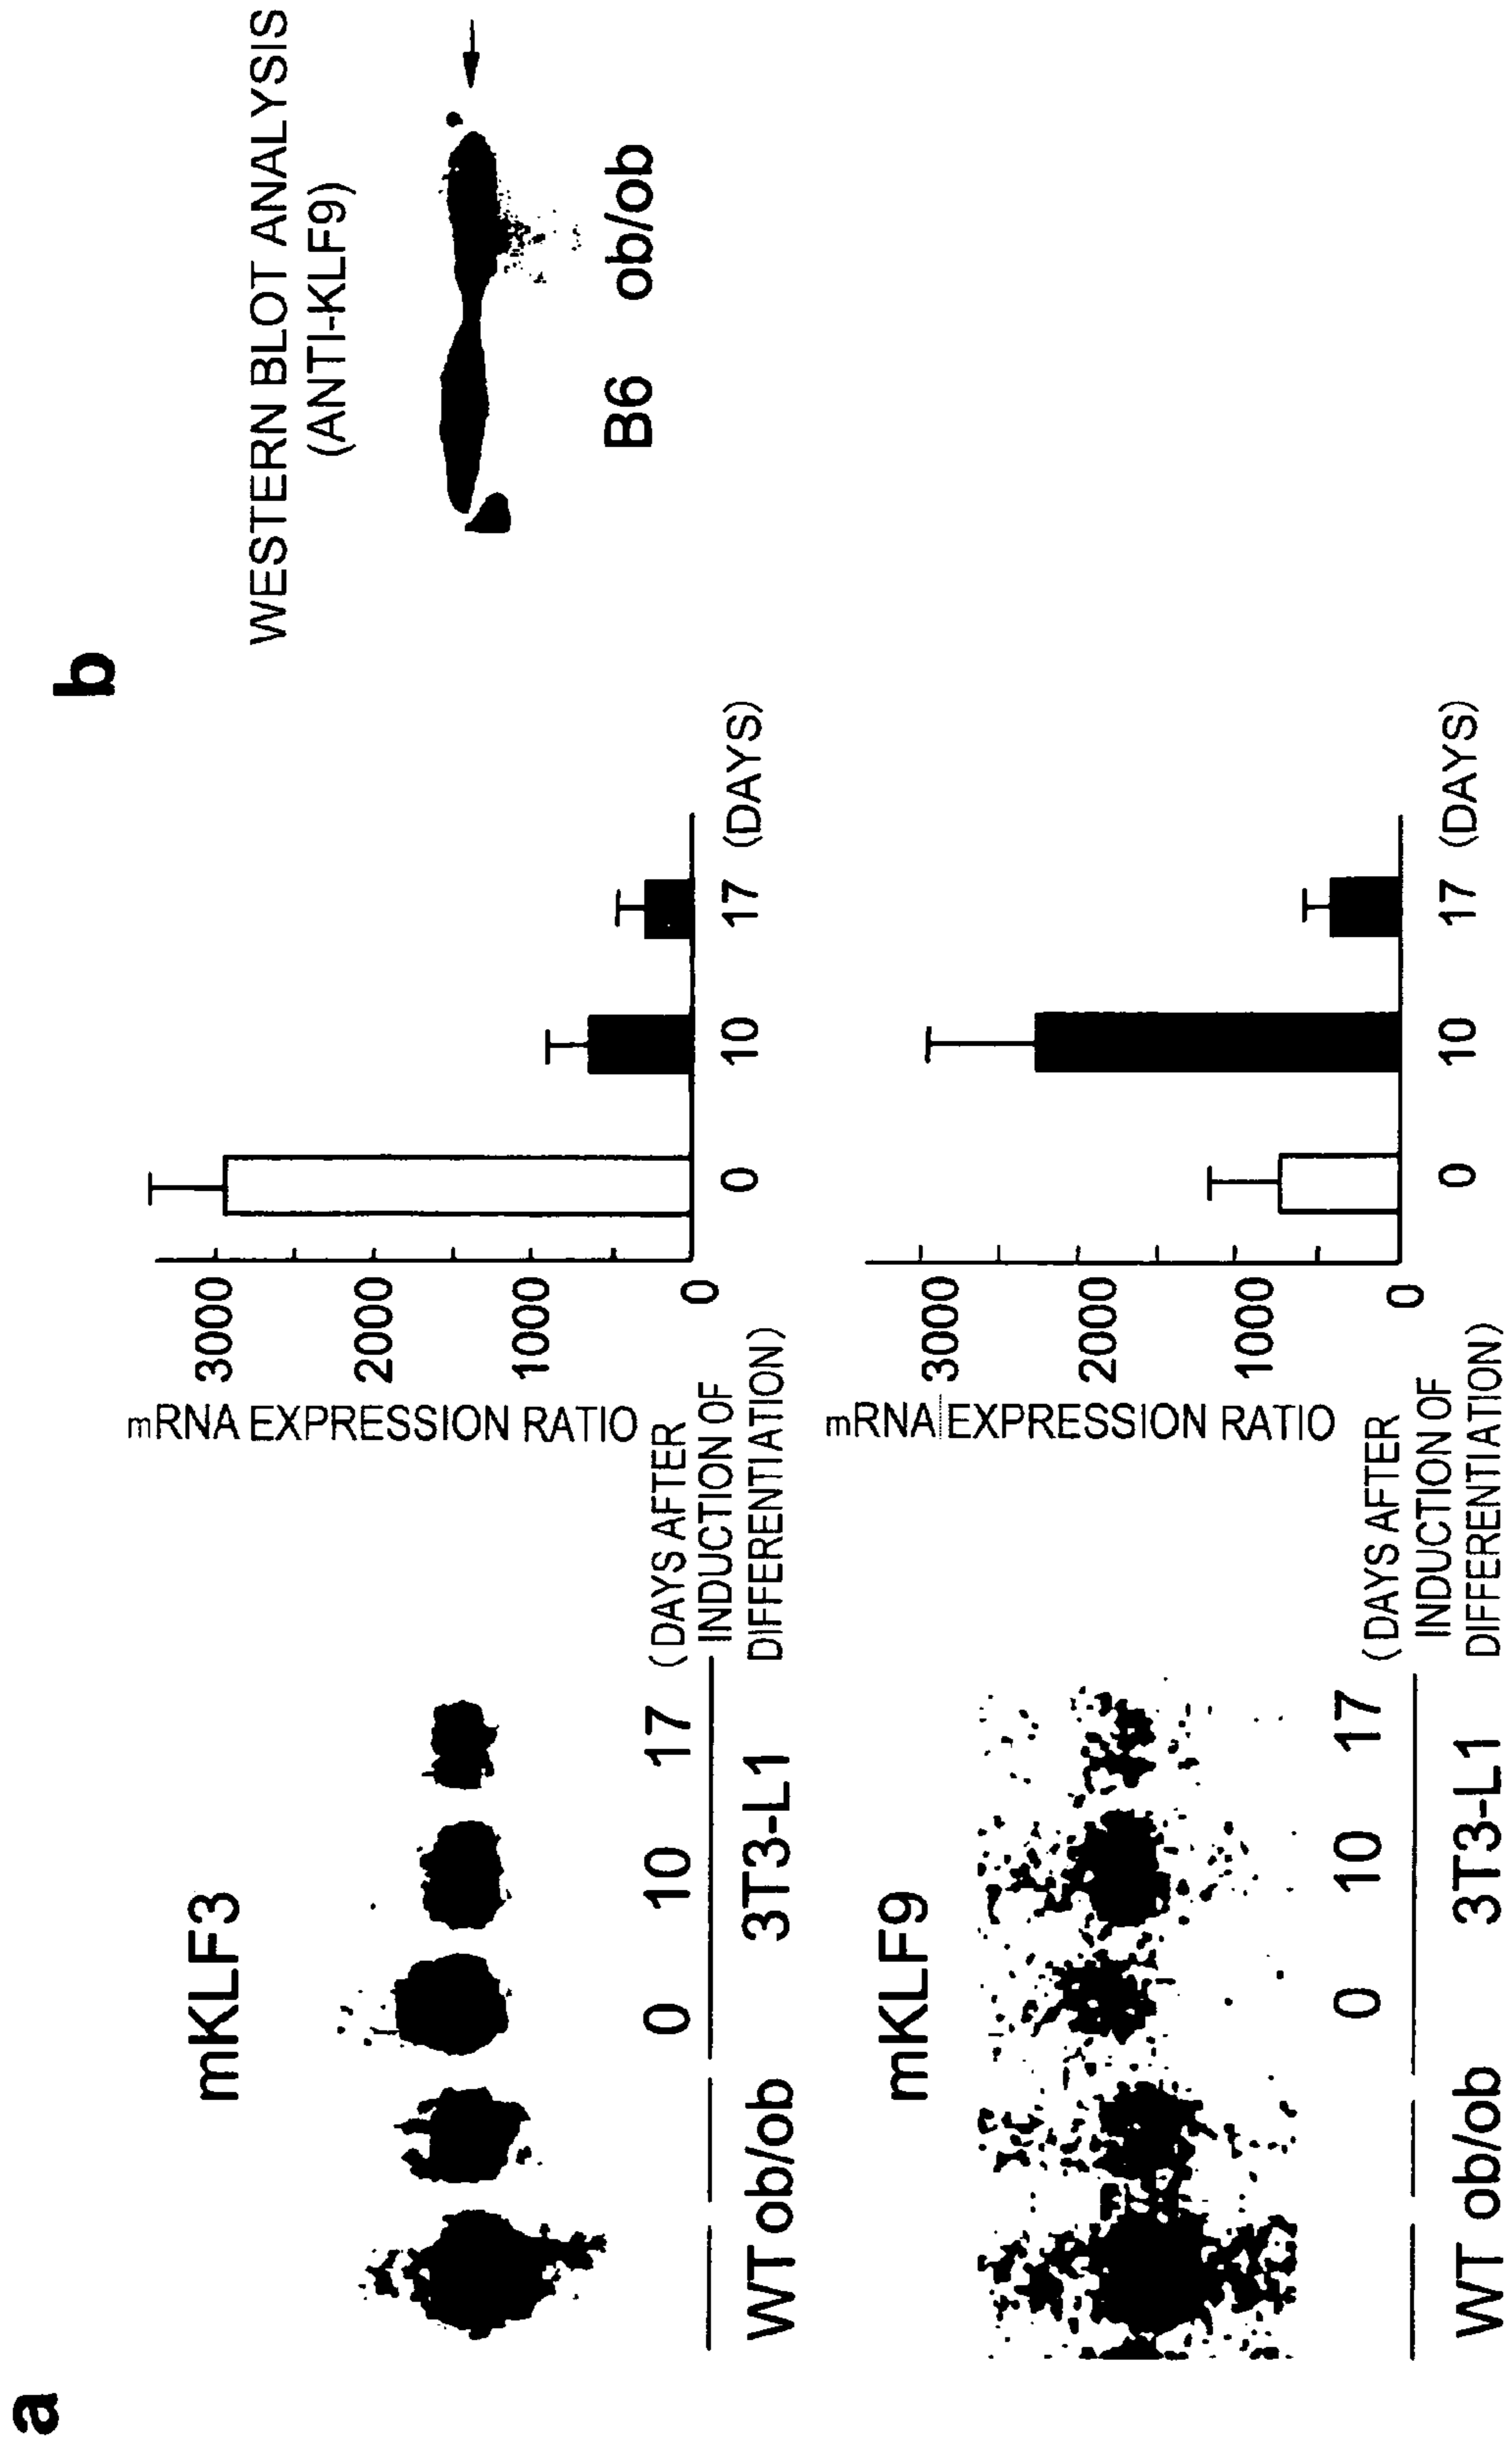 a
mKLF3
WT ob/ob
0 10 17
3T3-L1
(DAYS AFTER
INDUCTION OF
DIFFERENTIATION)
mRNA EXPRESSION RATIO
3000
2000
1000
0
0 10 17 (DAYS)
mKLF9
WT ob/ob
0 10 17
3T3-L1
(DAYS AFTER
INDUCTION OF
DIFFERENTIATION)
mRNA EXPRESSION RATIO
3000
2000
1000
0
0 10 17 (DAYS)
b
WESTERN BLOT ANALYSIS
(ANTI-KLF9)
B6 ob/ob